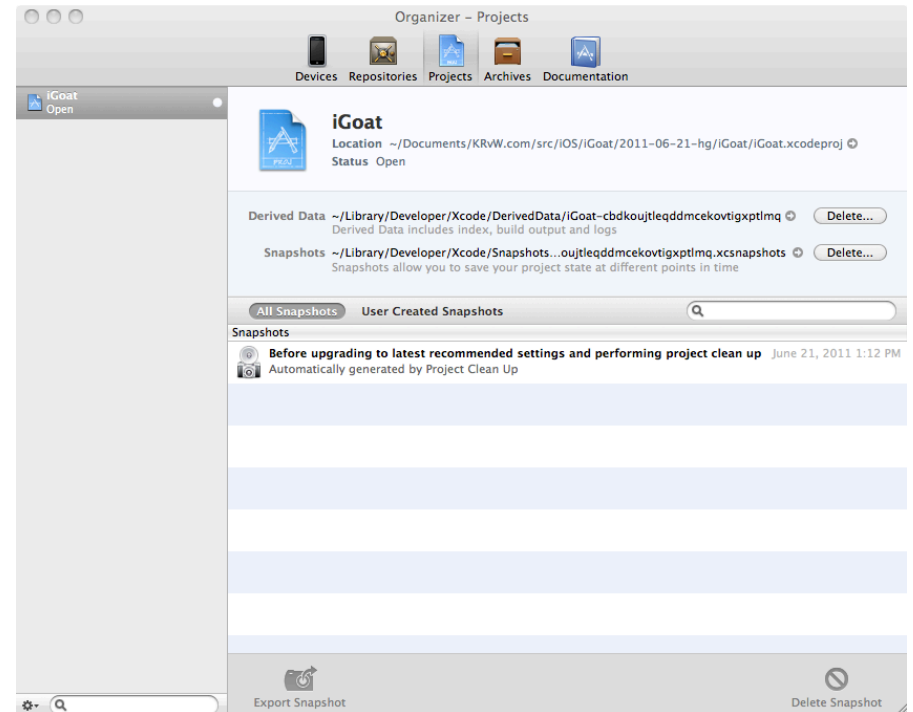 Organizer – Projects
Devices Repositories Projects Archives Documentation
iGoat
Open
iGoat
Location ~/Documents/KRvW.com/src/iOS/iGoat/2011-06-21-hg/iGoat/iGoat.xcodeproj
Status Open
Derived Data ~/Library/Developer/Xcode/DerivedData/iGoat-cbdkoujtleqddmcekovtigxptlmq Delete...
Derived Data includes index, build output and logs
Snapshots ~/Library/Developer/Xcode/Snapshots...oujtleqddmcekovtigxptlmq.xcsnapshots Delete...
Snapshots allow you to save your project state at different points in time
All Snapshots User Created Snapshots
Snapshots
Before upgrading to latest recommended settings and performing project clean up June 21, 2011 1:12 PM
Automatically generated by Project Clean Up
Export Snapshot Delete Snapshot